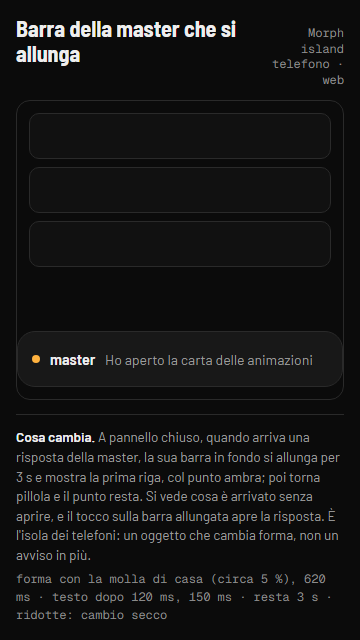 Barra della master che si
allunga
Morph
island
telefono ·
web
master Ho aperto la carta delle animazioni
Cosa cambia. A pannello chiuso, quando arriva una
risposta della master, la sua barra in fondo si allunga per
3 s e mostra la prima riga, col punto ambra; poi torna
pillola e il punto resta. Si vede cosa è arrivato senza
aprire, e il tocco sulla barra allungata apre la risposta. È
l'isola dei telefoni: un oggetto che cambia forma, non un
avviso in più.
forma con la molla di casa (circa 5 %), 620
ms · testo dopo 120 ms, 150 ms · resta 3 s ·
ridotte: cambio secco